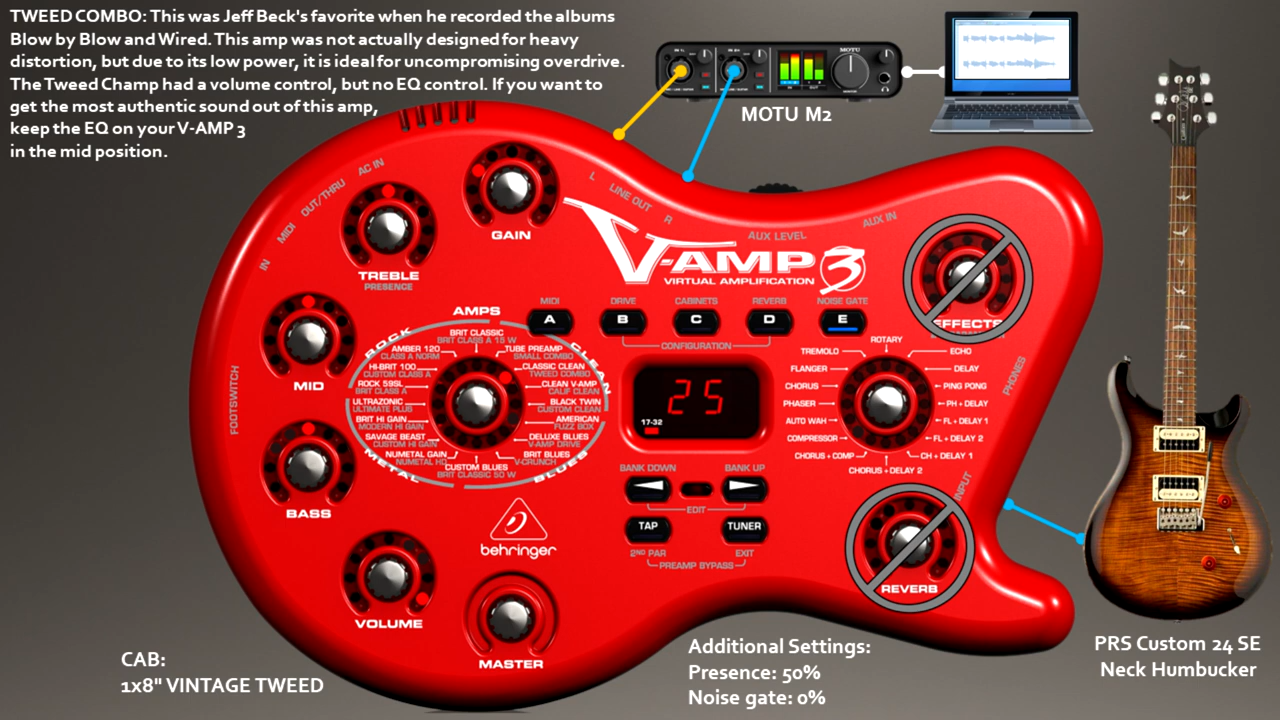 TWEED COMBO: This was Jeff Beck's favorite when he recorded the albums
Blow by Blow and Wired. This amp was actually designed for heavy
distortion, but due to its low power, it is ideal for uncompromising overdrive.
The Tweed Champ had a volume control, but no EQ control. If you want to
get the most authentic sound out of this amp,
keep the EQ on your V-AMP 3
in the mid position.
MOTU
MOTU M2
IN
MIDI
OUT/THRU
AC IN
GAIN
L
LINE OUT
R
AUX LEVEL
AUX IN
TREBLE
PRESENCE
V-AMP 3
VIRTUAL AMPLIFICATION
EFFECTS
MID
BASS
VOLUME
MASTER
FOOTSWITCH
AMPS
ROCK
CLEAN
METAL
BLUES
BRIT CLASSIC
BRIT CLASS A 15 W
AMBER 120
CLASS A NORM
HI-BRIT 100
CUSTOM CLASS A
ROCK 59SL
BRIT CLASS A
ULTRAZONIC
ULTIMATE PLUS
BRIT HI GAIN
MODERN HI GAIN
SAVAGE BEAST
CUSTOM HI GAIN
NUMETAL GAIN
NUMETAL HD
CUSTOM BLUES
BRIT CLASSIC 50 W
TUBE PREAMP
SMALL COMBO
CLASSIC CLEAN
TWEED COMBO
CLEAN V-AMP
CALIF CLEAN
BLACK TWIN
CUSTOM CLEAN
AMERICAN
FUZZ BOX
DELUXE BLUES
V-AMP DRIVE
BRIT BLUES
V-CRUNCH
MIDI DRIVE CABINETS REVERB NOISE GATE
A B C D E
CONFIGURATION
25
17-32
BANK DOWN BANK UP
EDIT
TAP TUNER
2ND PAR EXIT
PREAMP BYPASS
behringer
ROTARY
TREMOLO
FLANGER
CHORUS
PHASER
AUTO WAH
COMPRESSOR
CHORUS + COMP
CHORUS + DELAY 2
ECHO
DELAY
PING PONG
PH + DELAY
FL + DELAY 1
FL + DELAY 2
CH + DELAY 1
PHONES
INPUT
REVERB
CAB:
1x8" VINTAGE TWEED
Additional Settings:
Presence: 50%
Noise gate: 0%
PRS Custom 24 SE
Neck Humbucker